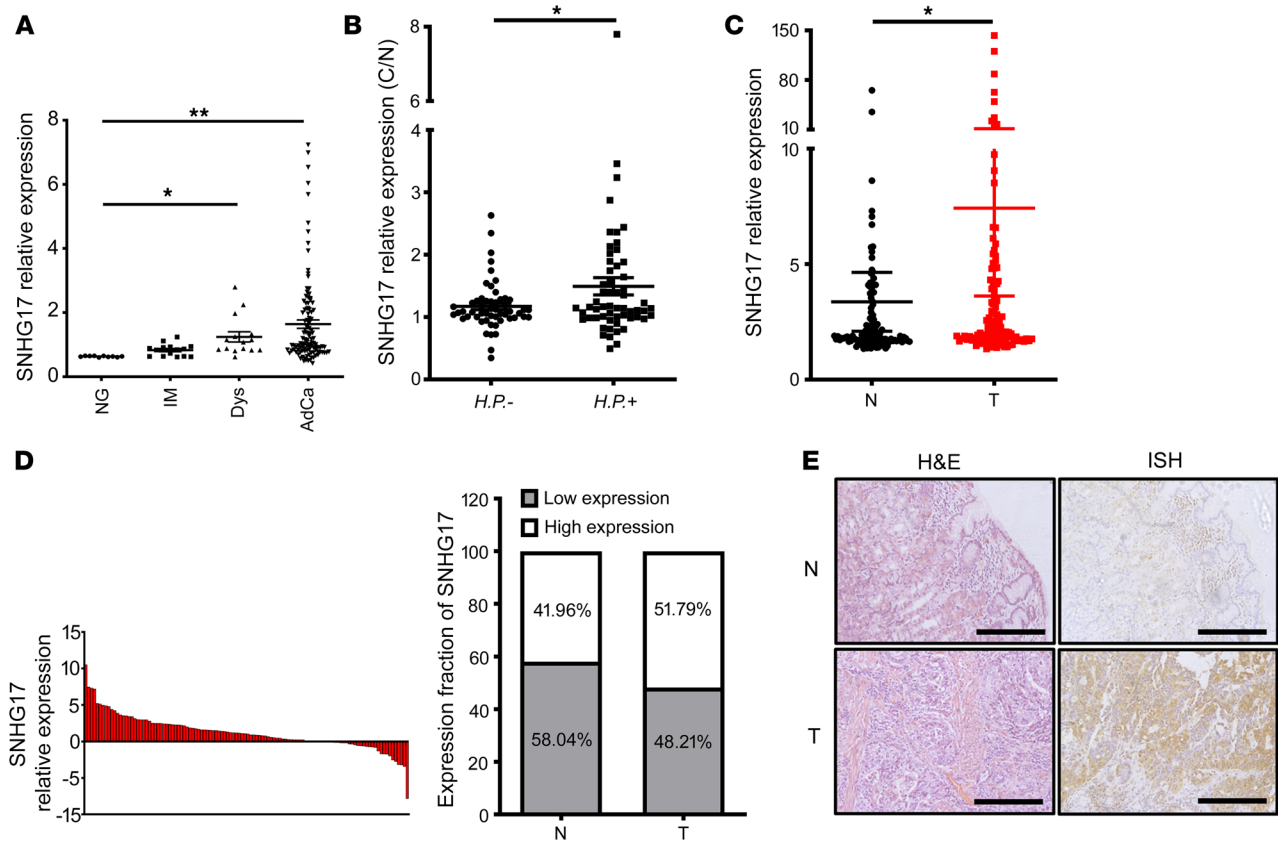 A
SNHG17 relative expression
8
6
4
2
0
**
*
NG
IM
Dys
AdCa
B
SNHG17 relative expression (C/N)
8
6
4
3
2
1
0
*
H.P.-
H.P.+
C
SNHG17 relative expression
150
80
10
10
5
0
*
N
T
D
SNHG17
relative expression
15
10
5
0
-5
-15
Expression fraction of SNHG17
120
100
80
60
40
20
0
Low expression
High expression
41.96%
51.79%
58.04%
48.21%
N
T
E
H&E
ISH
N
T